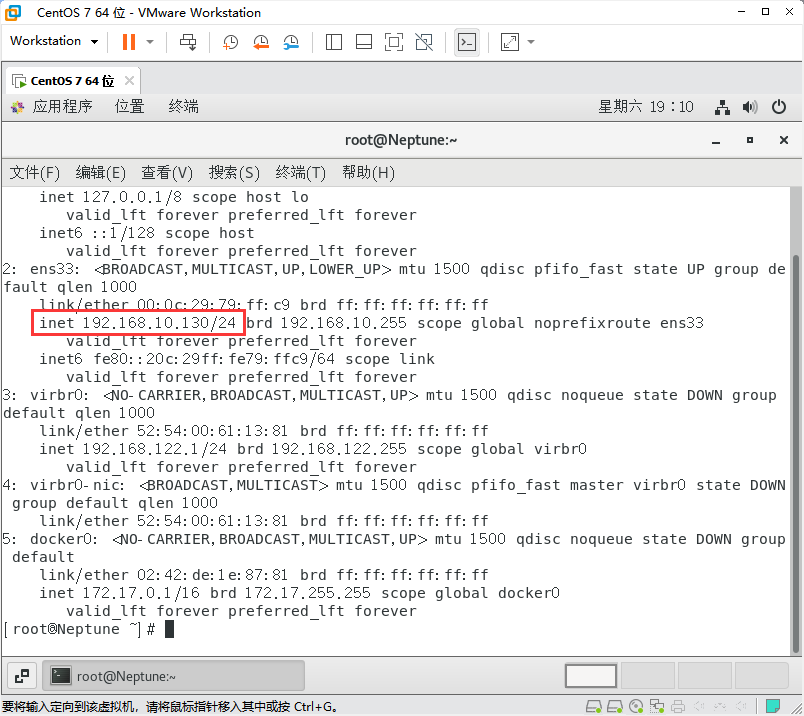 CentOS 7 64 位 - VMware Workstation
Workstation
CentOS 7 64 位
应用程序 位置 终端 星期六 19：10
root@Neptune:~
文件(F) 编辑(E) 查看(V) 搜索(S) 终端(T) 帮助(H)
inet 127.0.0.1/8 scope host lo
valid_lft forever preferred_lft forever
inet6 ::1/128 scope host
valid_lft forever preferred_lft forever
2: ens33: <BROADCAST,MULTICAST,UP,LOWER_UP> mtu 1500 qdisc pfifo_fast state UP group de
fault qlen 1000
link/ether 00:0c:29:79:ff:c9 brd ff:ff:ff:ff:ff:ff
inet 192.168.10.130/24 brd 192.168.10.255 scope global noprefixroute ens33
valid_lft forever preferred_lft forever
inet6 fe80::20c:29ff:fe79:ffc9/64 scope link
valid_lft forever preferred_lft forever
3: virbr0: <NO-CARRIER,BROADCAST,MULTICAST,UP> mtu 1500 qdisc noqueue state DOWN group
default qlen 1000
link/ether 52:54:00:61:13:81 brd ff:ff:ff:ff:ff:ff
inet 192.168.122.1/24 brd 192.168.122.255 scope global virbr0
valid_lft forever preferred_lft forever
4: virbr0-nic: <BROADCAST,MULTICAST> mtu 1500 qdisc pfifo_fast master virbr0 state DOWN
group default qlen 1000
link/ether 52:54:00:61:13:81 brd ff:ff:ff:ff:ff:ff
5: docker0: <NO-CARRIER,BROADCAST,MULTICAST,UP> mtu 1500 qdisc noqueue state DOWN group
default
link/ether 02:42:de:1e:87:81 brd ff:ff:ff:ff:ff:ff
inet 172.17.0.1/16 brd 172.17.255.255 scope global docker0
valid_lft forever preferred_lft forever
[root@Neptune ~]#
root@Neptune:~
要将输入定向到该虚拟机，请将鼠标指针移入其中或按 Ctrl+G。